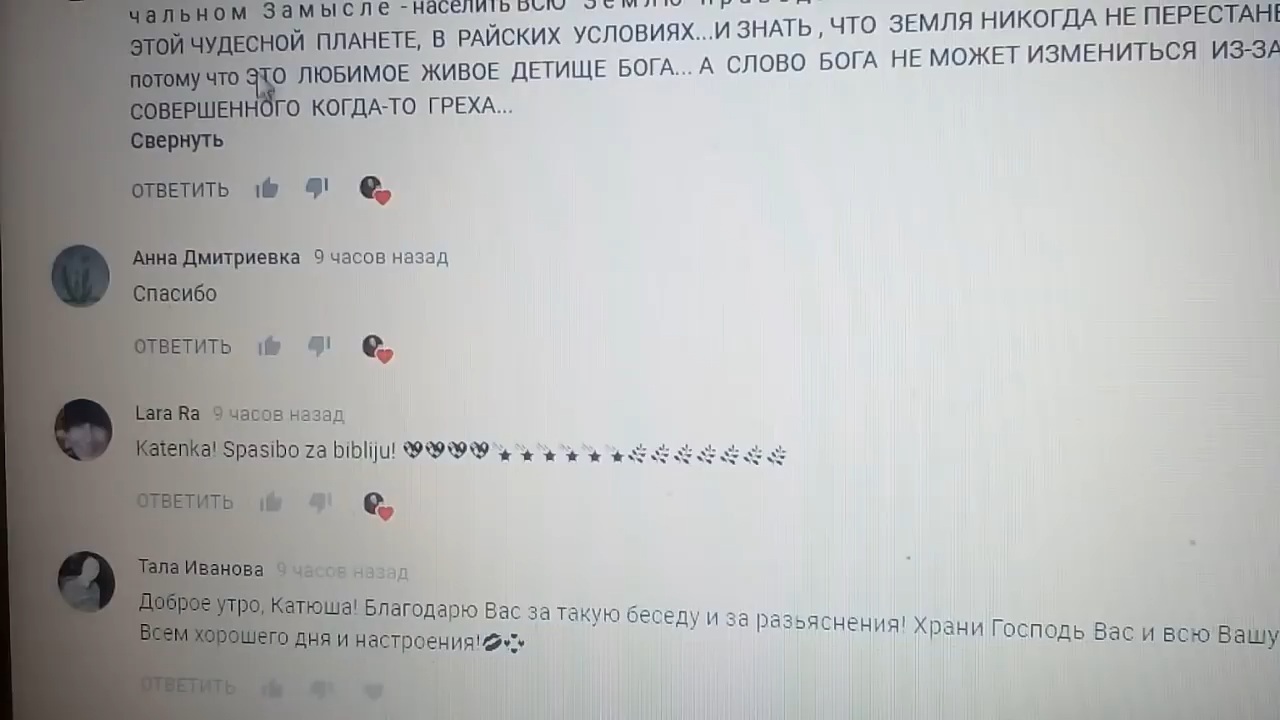 чальном Замысле - населить ВСЮ Землю
ЭТОЙ ЧУДЕСНОЙ ПЛАНЕТЕ, В РАЙСКИХ УСЛОВИЯХ...И ЗНАТЬ, ЧТО ЗЕМЛЯ НИКОГДА НЕ ПЕРЕСТАНЕ
потому что ЭТО ЛЮБИМОЕ ЖИВОЕ ДЕТИЩЕ БОГА... А СЛОВО БОГА НЕ МОЖЕТ ИЗМЕНИТЬСЯ ИЗ-ЗА
СОВЕРШЕННОГО КОГДА-ТО ГРЕХА...
Свернуть
ОТВЕТИТЬ
Анна Дмитриевка 9 часов назад
Спасибо
ОТВЕТИТЬ
Lara Ra 9 часов назад
Katenka! Spasibo za bibliju!
ОТВЕТИТЬ
Тала Иванова 9 часов назад
Доброе утро, Катюша! Благодарю Вас за такую беседу и за разьяснения! Храни Господь Вас и всю Вашу
Всем хорошего дня и настроения!
ОТВЕТИТЬ